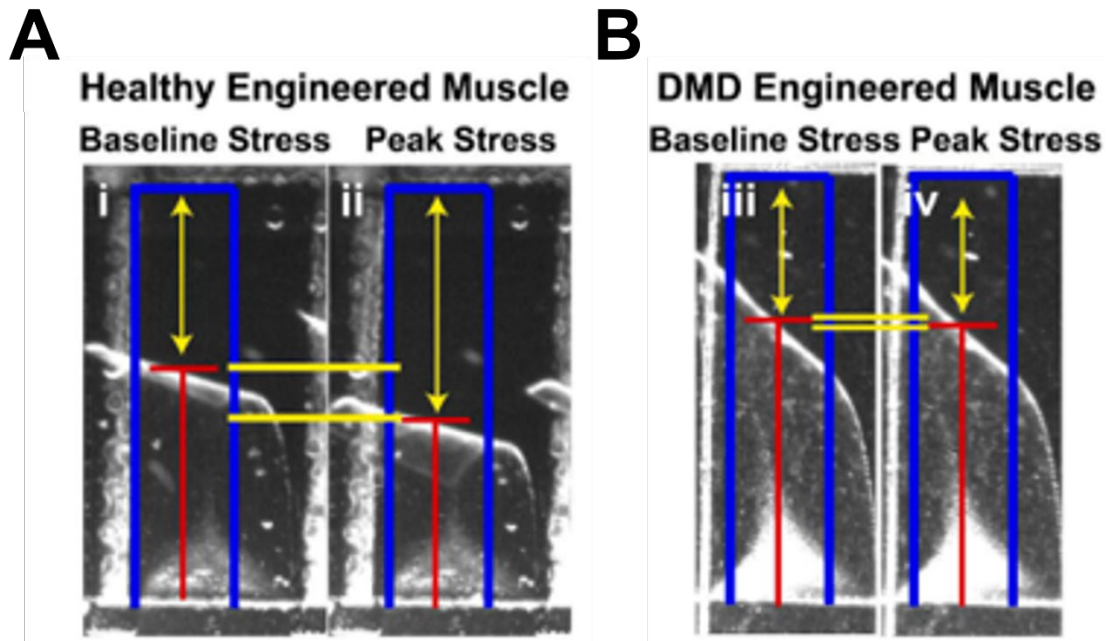 A
Healthy Engineered Muscle
Baseline Stress Peak Stress
i ii
B
DMD Engineered Muscle
Baseline Stress Peak Stress
iii iv